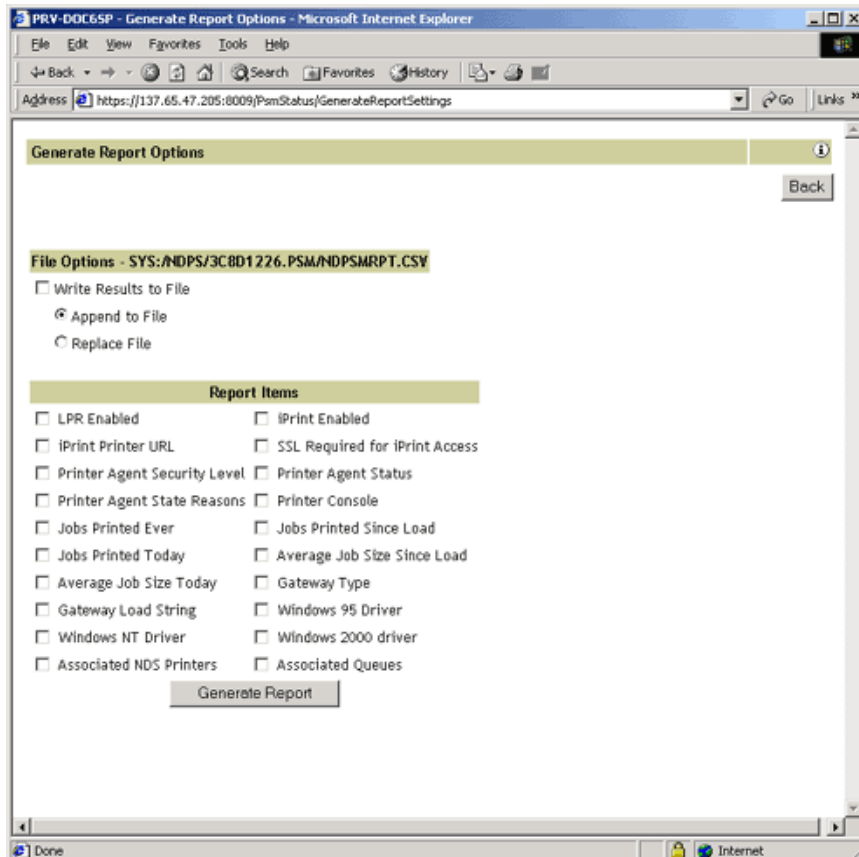 PRV-DOC6SP - Generate Report Options - Microsoft Internet Explorer
File Edit View Favorites Tools Help
Back Search Favorites History
Address https://137.65.47.205:8009/PsmStatus/GenerateReportSettings Go Links »
Generate Report Options
Back
File Options - SYS:/NDPS/3C8D1226.PSM/NDPSMRPT.CSV
Write Results to File
Append to File
Replace File
Report Items
LPR Enabled iPrint Enabled
iPrint Printer URL SSL Required for iPrint Access
Printer Agent Security Level Printer Agent Status
Printer Agent State Reasons Printer Console
Jobs Printed Ever Jobs Printed Since Load
Jobs Printed Today Average Job Size Since Load
Average Job Size Today Gateway Type
Gateway Load String Windows 95 Driver
Windows NT Driver Windows 2000 driver
Associated NDS Printers Associated Queues
Generate Report
Done Internet